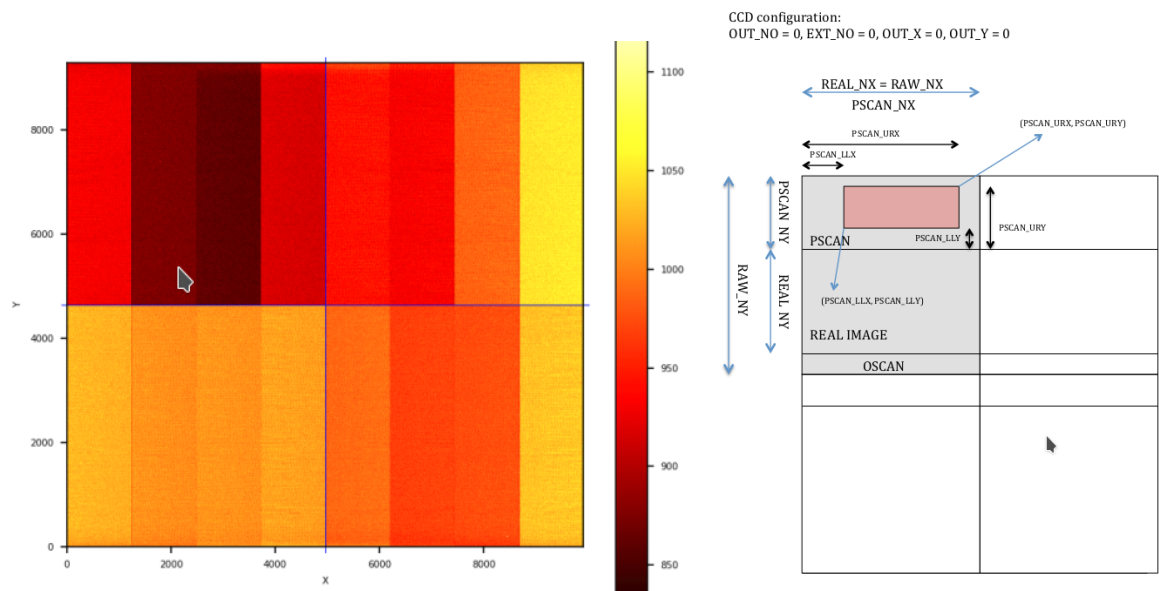 CCD configuration:
OUT_NO = 0, EXT_NO = 0, OUT_X = 0, OUT_Y = 0
8000
6000
4000
2000
0
Y
0
2000
4000
6000
8000
X
1100
1050
1000
950
900
850
REAL_NX = RAW_NX
PSCAN_NX
(PSCAN_URX, PSCAN_URY)
PSCAN_URX
PSCAN_LLX
PSCAN_NY
PSCAN
PSCAN_LLY
PSCAN_URY
RAW_NY
REAL_NY
(PSCAN_LLX, PSCAN_LLY)
REAL IMAGE
OSCAN